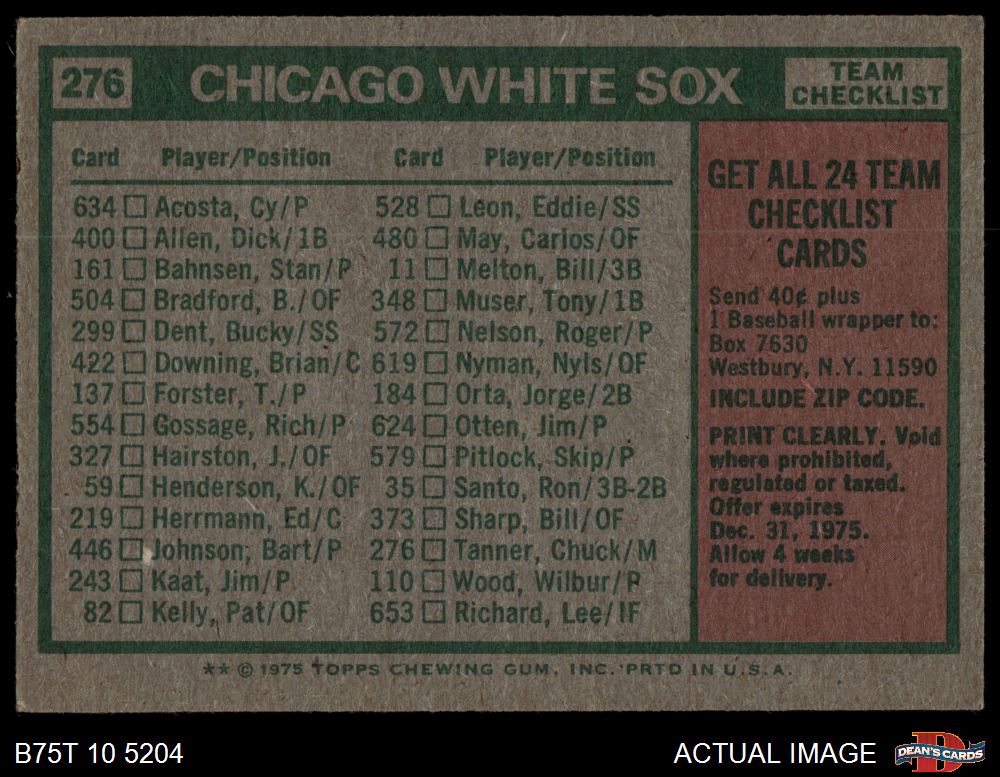 276 CHICAGO WHITE SOX TEAM CHECKLIST
Card Player/Position Card Player/Position
634 Acosta, Cy/P
400 Allen, Dick/1B
161 Bahnsen, Stan/P
504 Bradford, B./OF
299 Dent, Bucky/SS
422 Downing, Brian/C
137 Forster, T./P
554 Gossage, Rich/P
327 Hairston, J./OF
59 Henderson, K./OF
219 Herrmann, Ed/C
446 Johnson, Bart/P
243 Kaat, Jim/P
82 Kelly, Pat/OF
528 Leon, Eddie/SS
480 May, Carlos/OF
11 Melton, Bill/3B
348 Muser, Tony/1B
572 Nelson, Roger/P
619 Nyman, Nyls/OF
184 Orta, Jorge/2B
624 Otten, Jim/P
579 Pitlock, Skip/P
35 Santo, Ron/3B-2B
373 Sharp, Bill/OF
276 Tanner, Chuck/M
110 Wood, Wilbur/P
653 Richard, Lee/IF
GET ALL 24 TEAM
CHECKLIST
CARDS
Send 40¢ plus
1 Baseball wrapper to:
Box 7630
Westbury, N.Y. 11590
INCLUDE ZIP CODE.
PRINT CLEARLY. Void
where prohibited,
regulated or taxed.
Offer expires
Dec. 31, 1975.
Allow 4 weeks
for delivery.
** © 1975 TOPPS CHEWING GUM, INC. PRTD IN U.S.A.
B75T 10 5204
ACTUAL IMAGE
D
DEAN'S CARDS